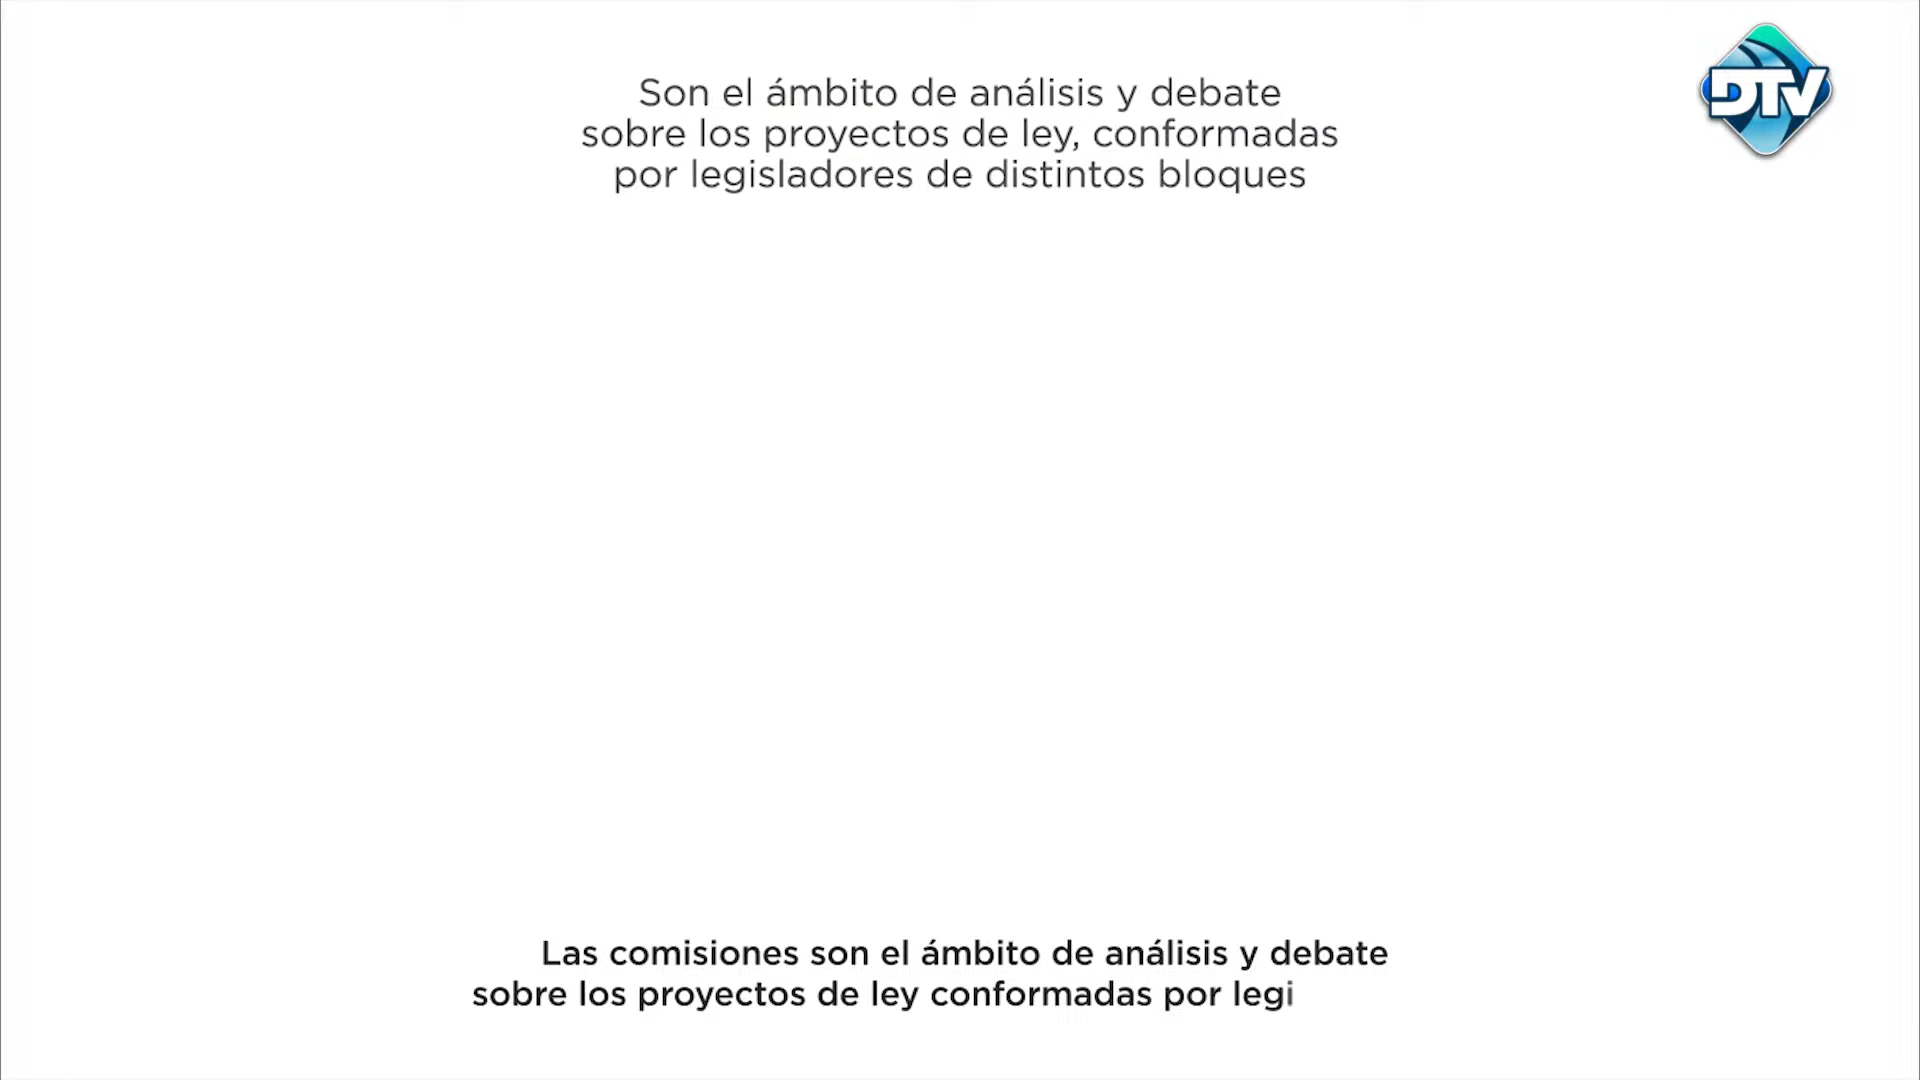 Son el ámbito de análisis y debate
sobre los proyectos de ley, conformadas
por legisladores de distintos bloques
DTV
Las comisiones son el ámbito de análisis y debate
sobre los proyectos de ley conformadas por legi